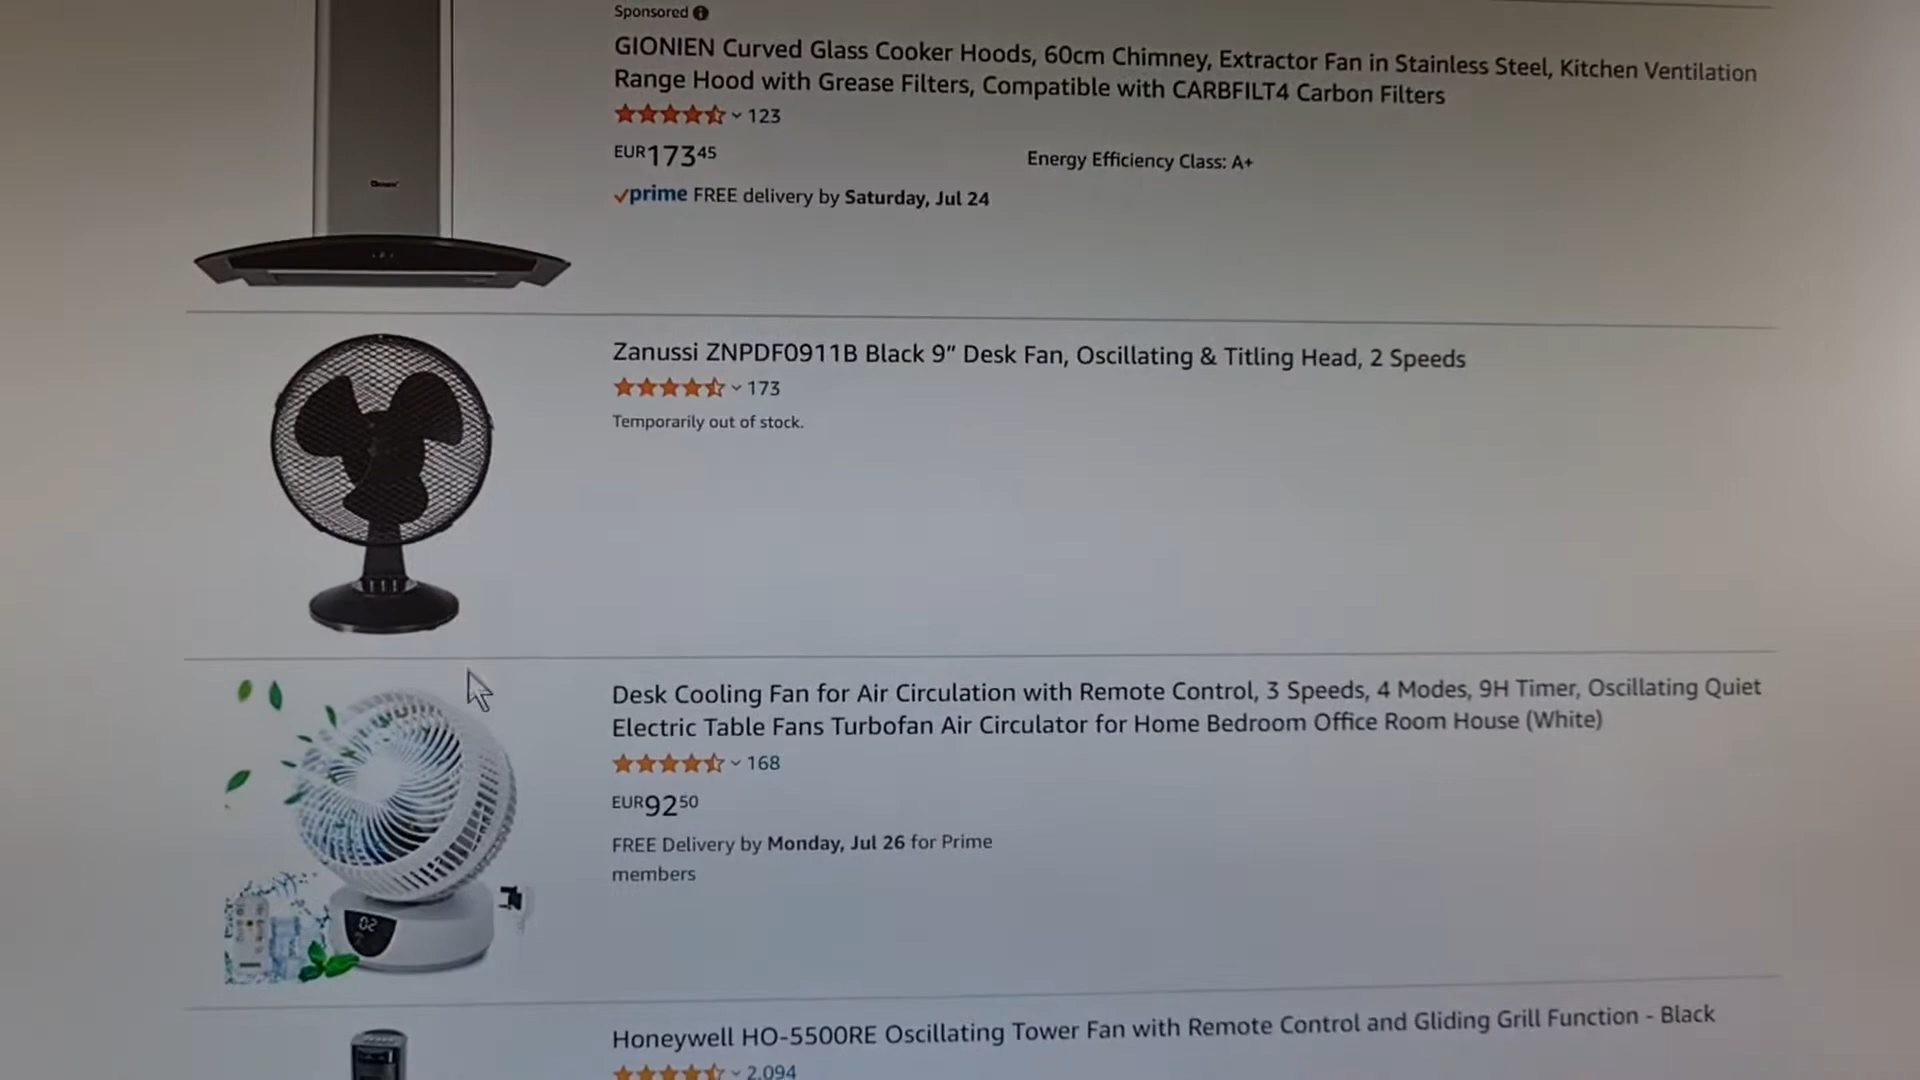 Sponsored
GIONIEN Curved Glass Cooker Hoods, 60cm Chimney, Extractor Fan in Stainless Steel, Kitchen Ventilation
Range Hood with Grease Filters, Compatible with CARBFILT4 Carbon Filters
123
EUR17345
Energy Efficiency Class: A+
prime FREE delivery by Saturday, Jul 24
Zanussi ZNPDF0911B Black 9” Desk Fan, Oscillating & Titling Head, 2 Speeds
173
Temporarily out of stock.
Desk Cooling Fan for Air Circulation with Remote Control, 3 Speeds, 4 Modes, 9H Timer, Oscillating Quiet
Electric Table Fans Turbofan Air Circulator for Home Bedroom Office Room House (White)
168
EUR9250
FREE Delivery by Monday, Jul 26 for Prime
members
02
Honeywell HO-5500RE Oscillating Tower Fan with Remote Control and Gliding Grill Function - Black
2,094